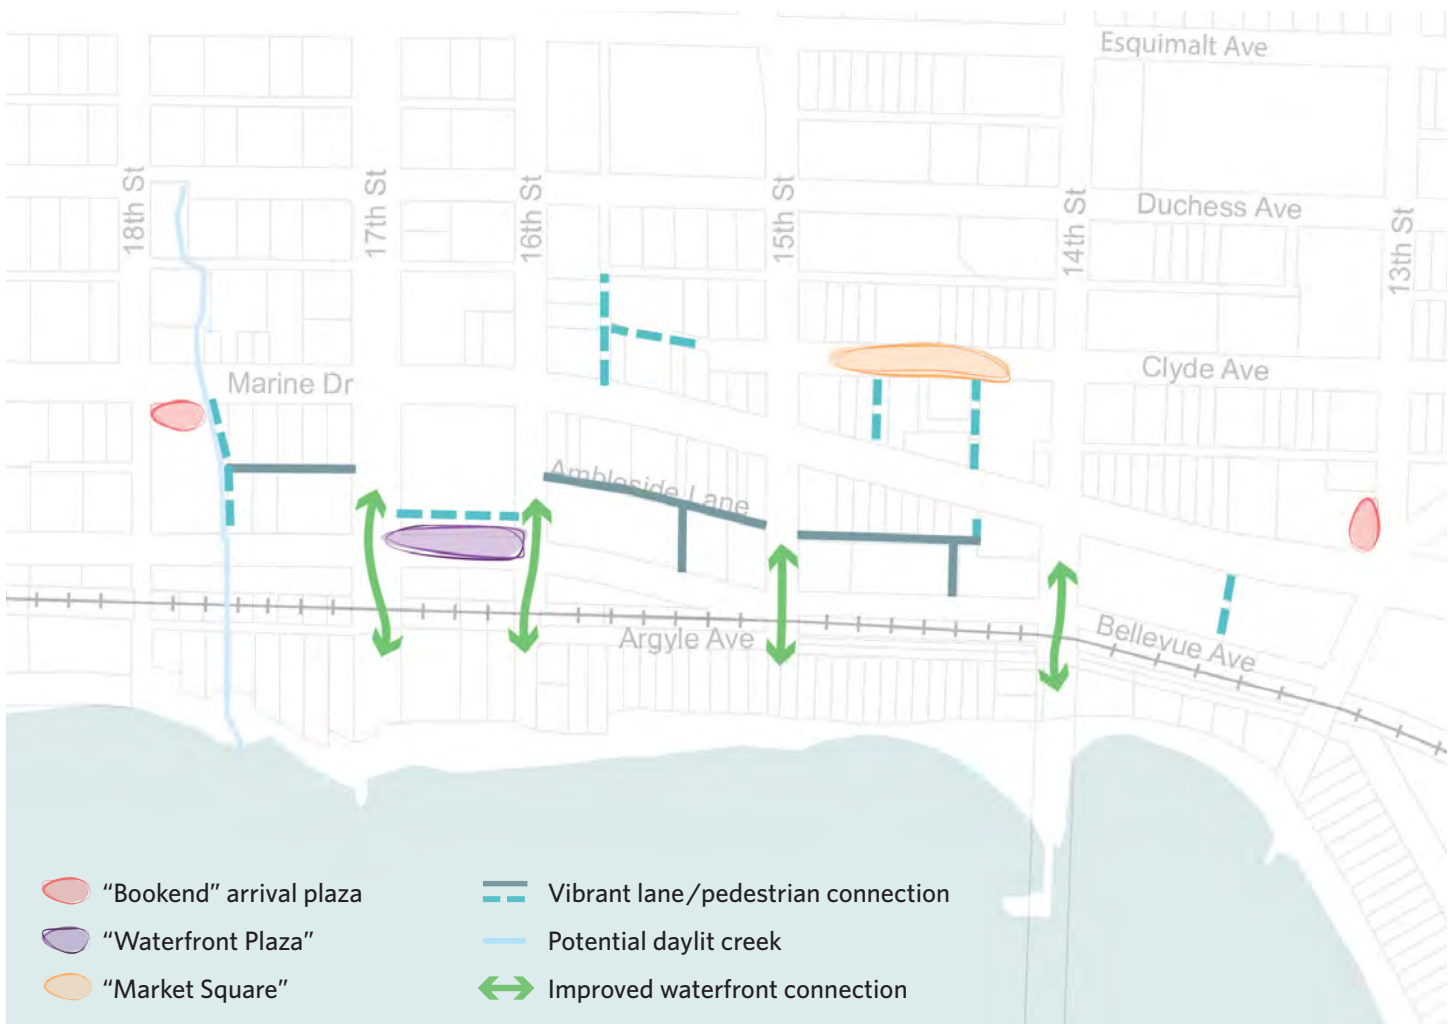 Esquimalt Ave
18th St
17th St
16th St
15th St
14th St
13th St
Duchess Ave
Marine Dr
Clyde Ave
Ambleside Lane
Argyle Ave
Bellevue Ave
“Bookend” arrival plaza
“Waterfront Plaza”
“Market Square”
Vibrant lane/pedestrian connection
Potential daylit creek
Improved waterfront connection